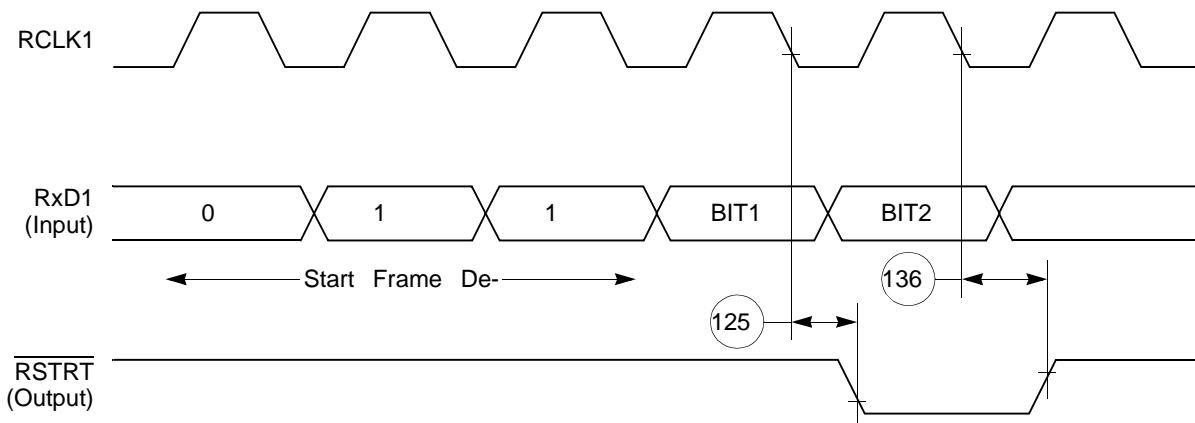 RCLK1
RxD1
(Input)
0 1 1 BIT1 BIT2
Start Frame De-
136
125
RSTRT
(Output)